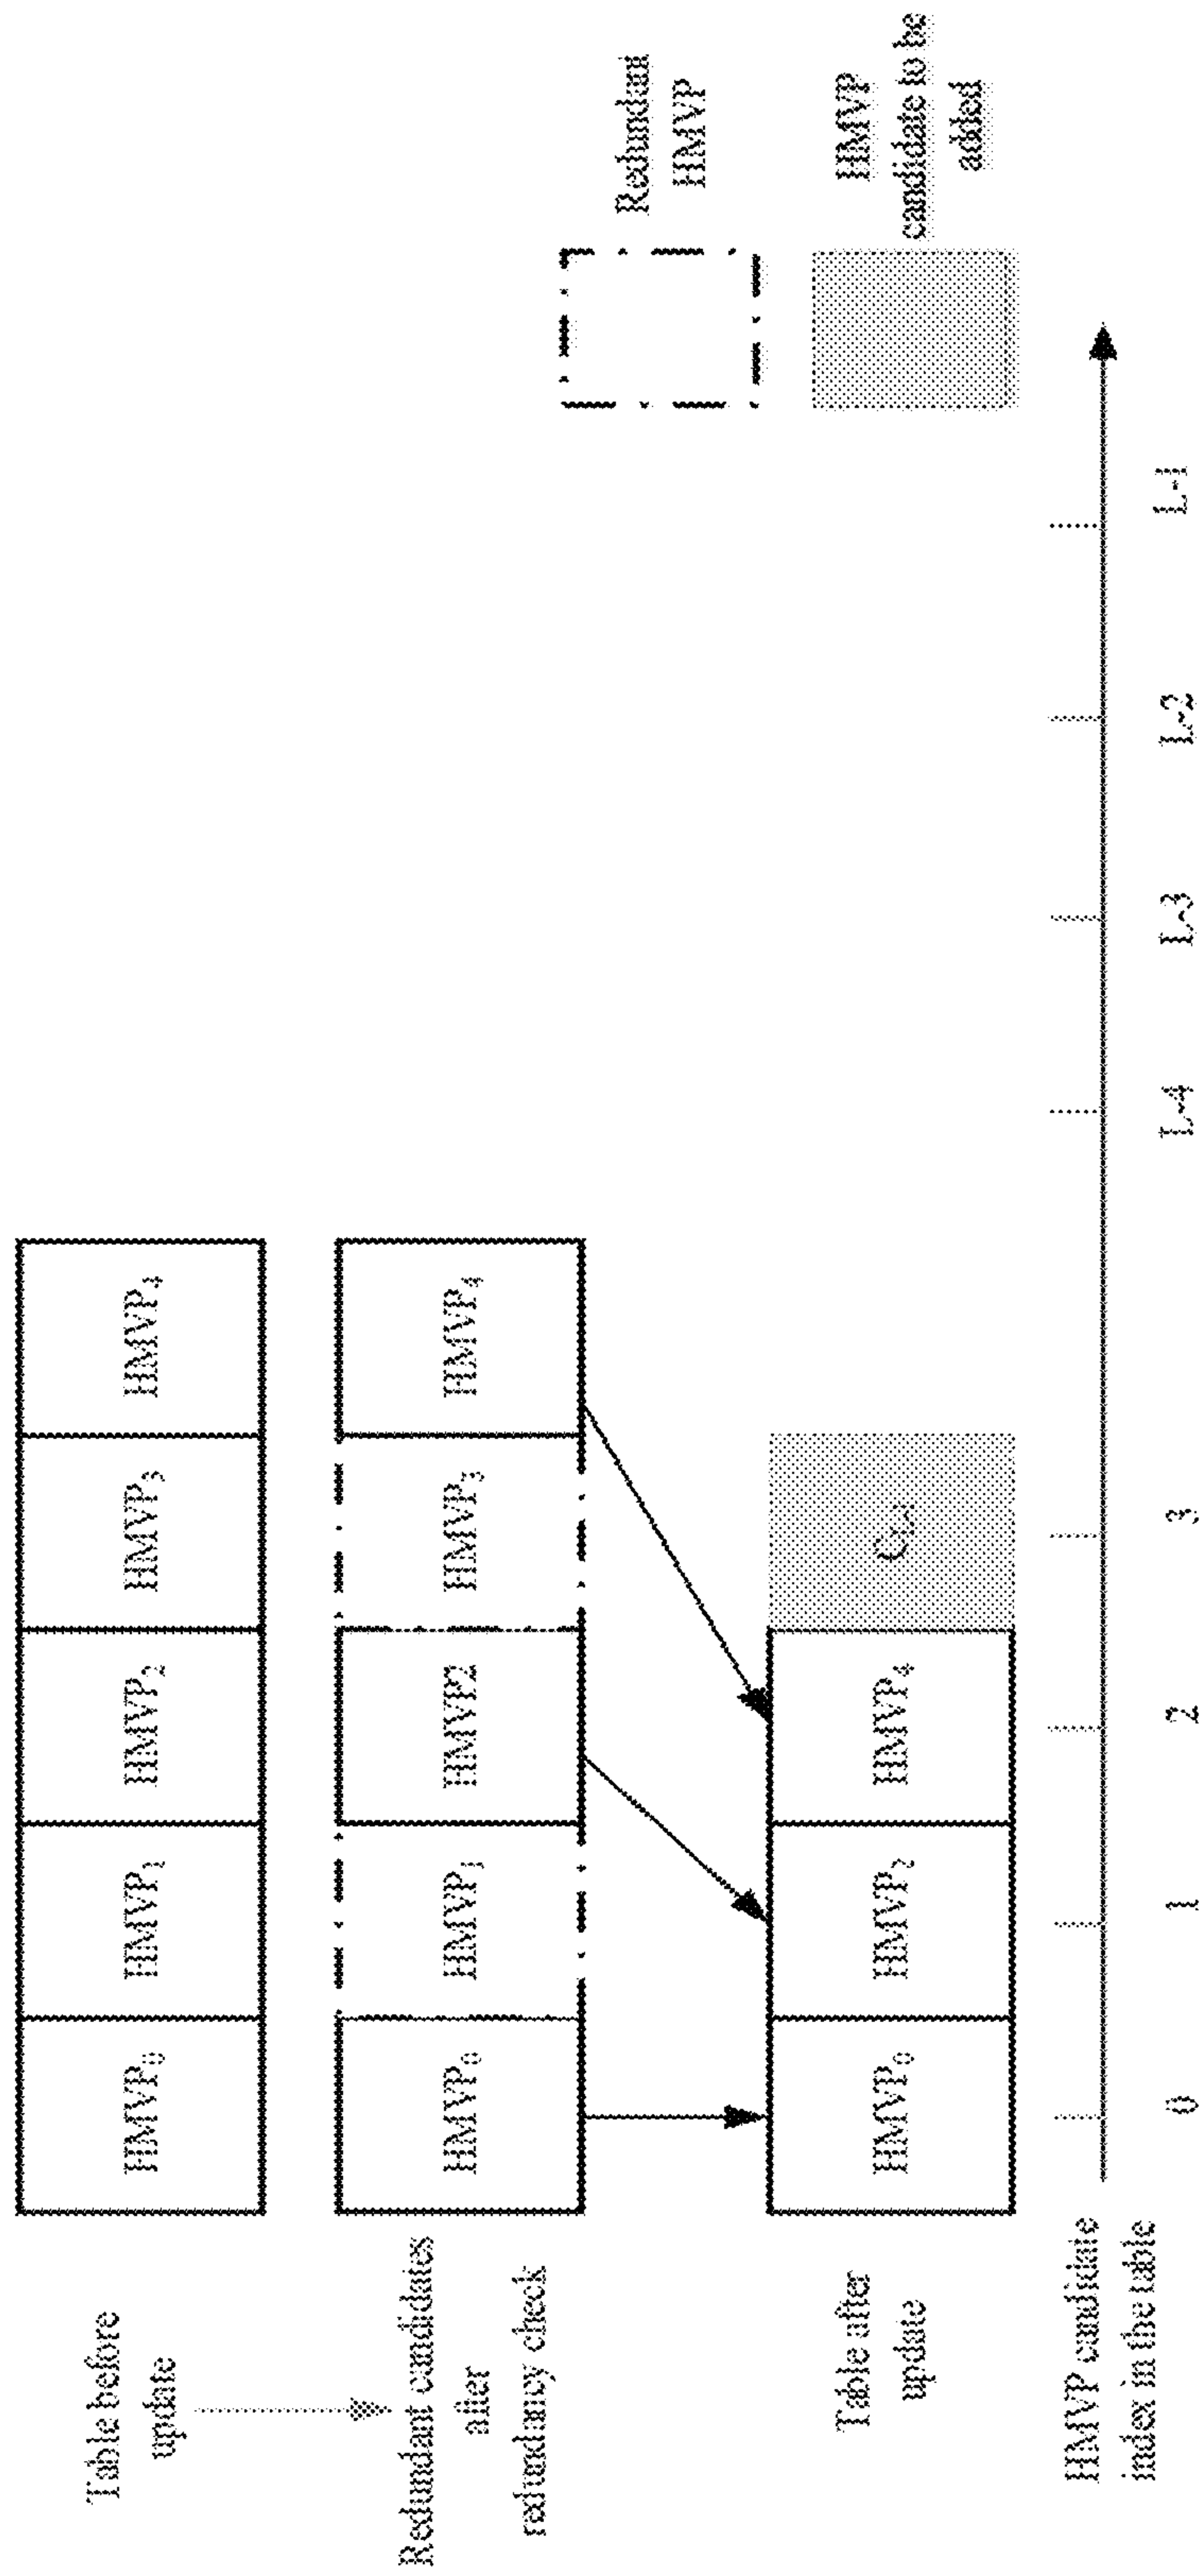 Table before
update
HMVP₀
HMVP₁
HMVP₂
HMVP₃
HMVP₄
Redundant candidates
after
redundancy check
HMVP₀
HMVP₁
HMVP2
HMVP₃
HMVP₄
Redundant
HMVP
Table after
update
HMVP₀
HMVP₂
HMVP₄
HMVP
candidate to be
added
HMVP candidate
index in the table
0
1
2
3
L-4
L-3
L-2
L-1